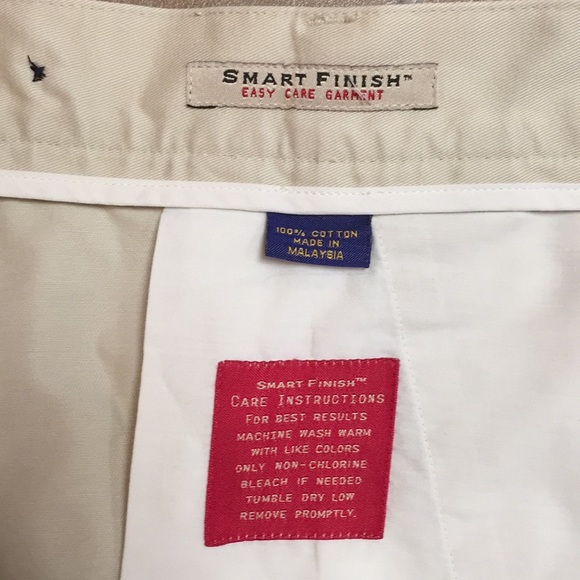 SMART FINISH™
EASY CARE GARMENT
100% COTTON
MADE IN
MALAYSIA
SMART FINISH™
CARE INSTRUCTIONS
FOR BEST RESULTS
MACHINE WASH WARM
WITH LIKE COLORS
ONLY NON-CHLORINE
BLEACH IF NEEDED
TUMBLE DRY LOW
REMOVE PROMPTLY.